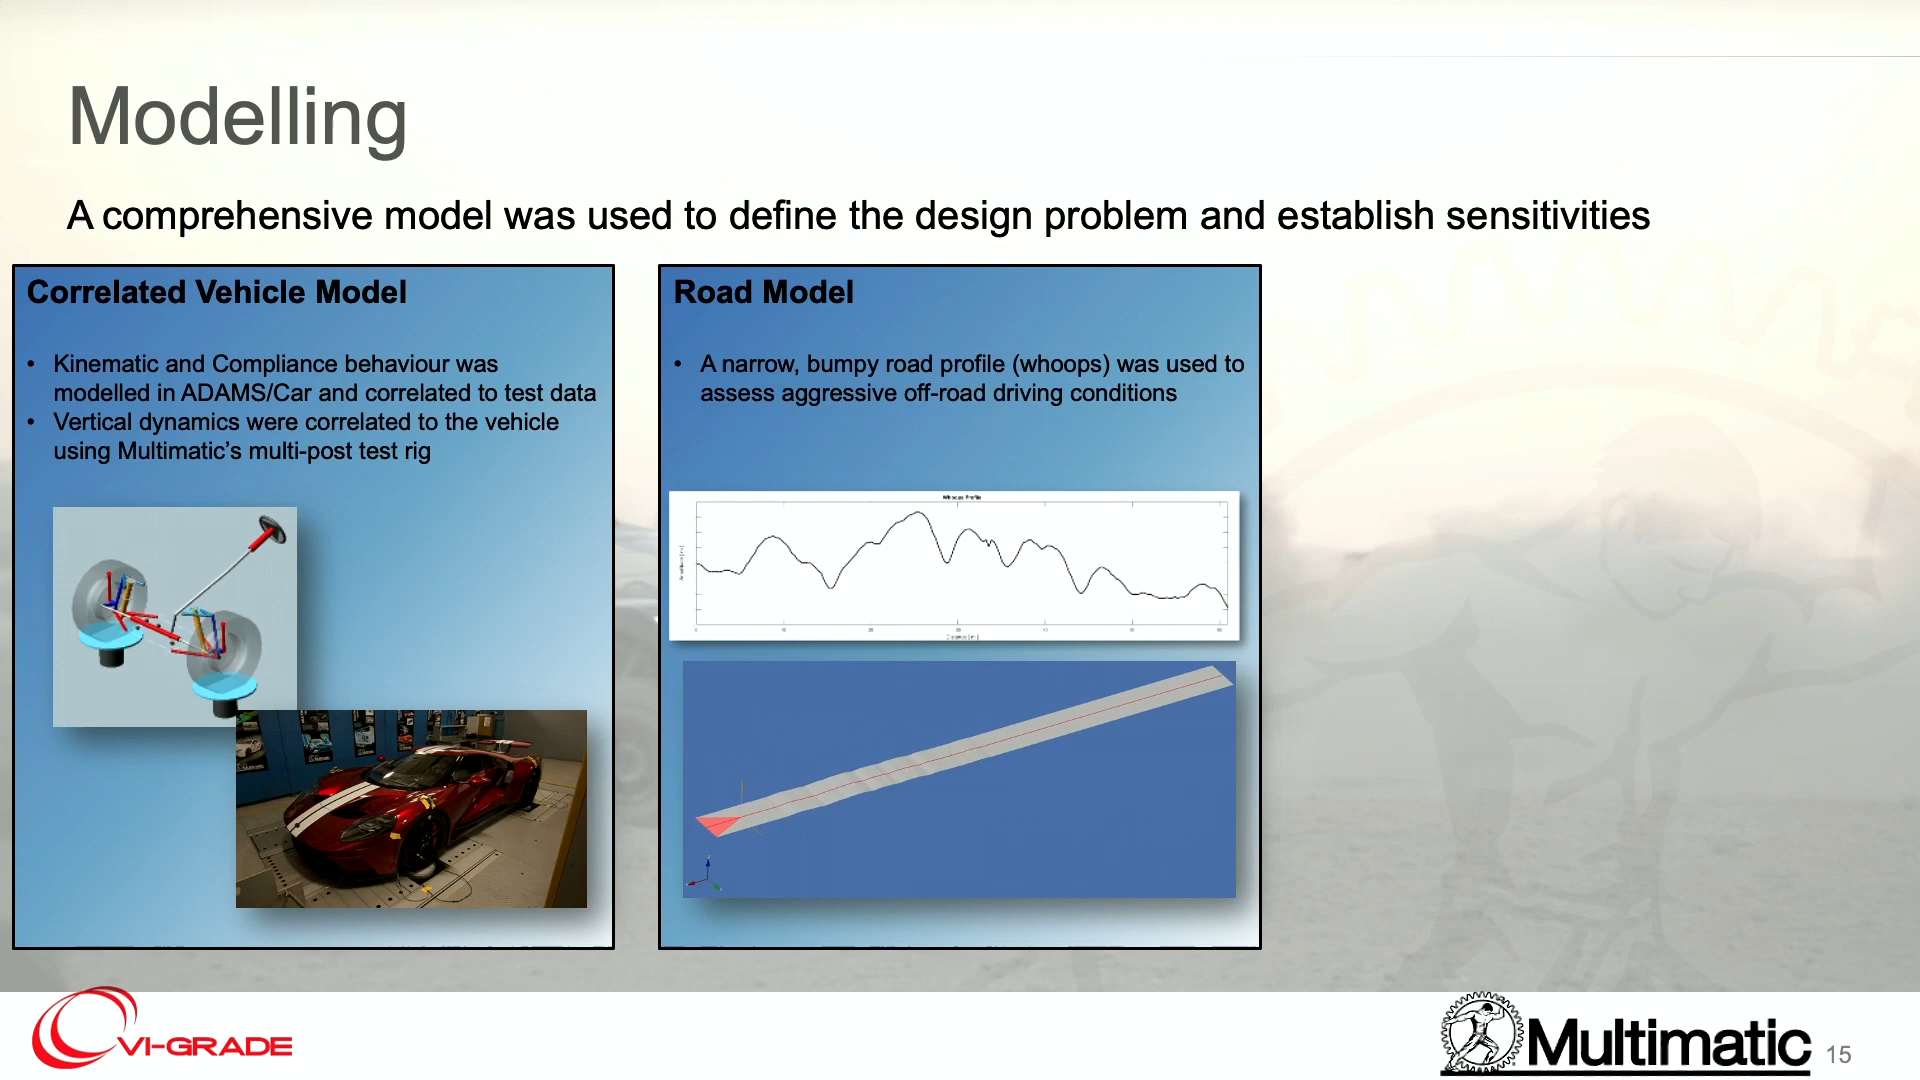 Modelling
A comprehensive model was used to define the design problem and establish sensitivities
Correlated Vehicle Model
• Kinematic and Compliance behaviour was
modelled in ADAMS/Car and correlated to test data
• Vertical dynamics were correlated to the vehicle
using Multimatic’s multi-post test rig
Road Model
• A narrow, bumpy road profile (whoops) was used to
assess aggressive off-road driving conditions
Whoops Profile
Amplitude [m]
Distance [m]
VI-GRADE
Multimatic
15